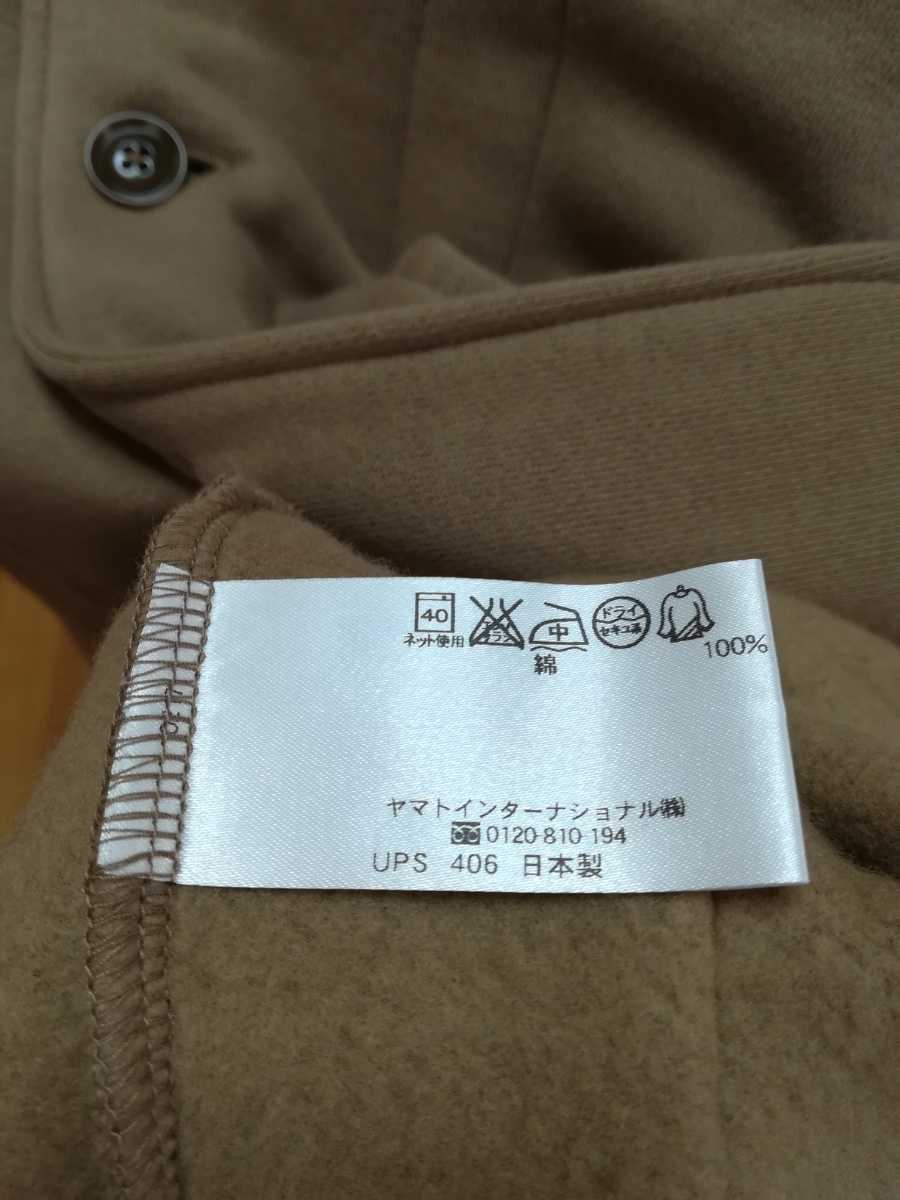 40 中 ドライ セキユ系
ネット使用
綿 100%
ヤマトインターナショナル㈱
0120-810 194
UPS 406 日本製